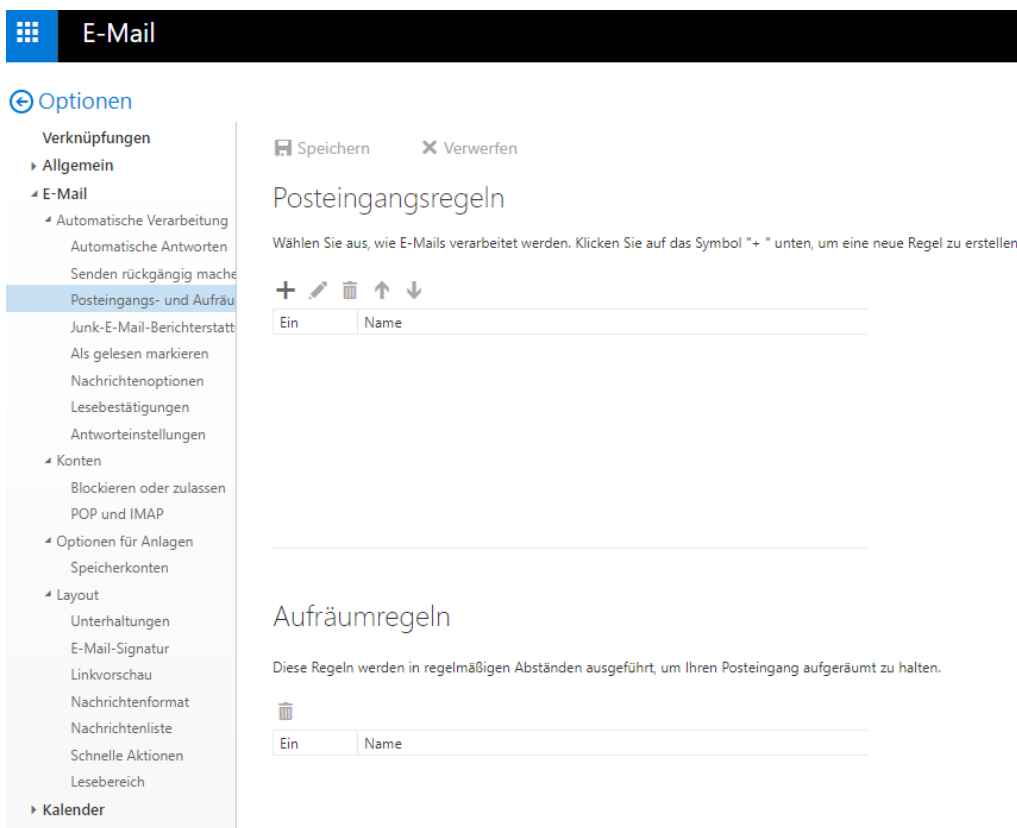 E-Mail
Optionen
Verknüpfungen
Allgemein
E-Mail
Automatische Verarbeitung
Automatische Antworten
Senden rückgängig mache
Posteingangs- und Aufräu
Junk-E-Mail-Berichterstatt
Als gelesen markieren
Nachrichtenoptionen
Lesebestätigungen
Antworteinstellungen
Konten
Blockieren oder zulassen
POP und IMAP
Optionen für Anlagen
Speicherkonten
Layout
Unterhaltungen
E-Mail-Signatur
Linkvorschau
Nachrichtenformat
Nachrichtenliste
Schnelle Aktionen
Lesebereich
Kalender
Speichern Verwerfen
Posteingangsregeln
Wählen Sie aus, wie E-Mails verarbeitet werden. Klicken Sie auf das Symbol "+ " unten, um eine neue Regel zu erstellen
Ein Name
Aufräumregeln
Diese Regeln werden in regelmäßigen Abständen ausgeführt, um Ihren Posteingang aufgeräumt zu halten.
Ein Name